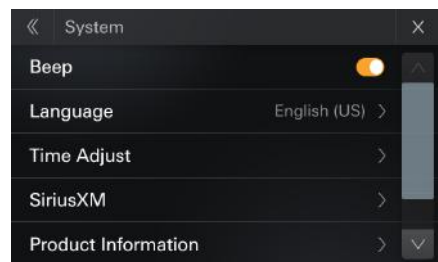 System
Beep
Language English (US)
Time Adjust
SiriusXM
Product Information